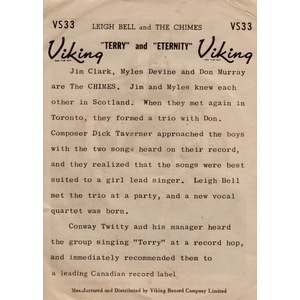 VS33 LEIGH BELL and THE CHIMES VS33
Viking "TERRY" and "ETERNITY" Viking
Jim Clark, Myles Devine and Don Murray
are The CHIMES. Jim and Myles knew each
other in Scotland. When they met again in
Toronto, they formed a trio with Don.
Composer Dick Taverner approached the boys
with the two songs heard on their record,
and they realized that the songs were best
suited to a girl lead singer. Leigh Bell
met the trio at a party, and a new vocal
quartet was born.
Conway Twitty and his manager heard
the group singing "Terry" at a record hop,
and immediately recommended them to
a leading Canadian record label
Manufactured and Distributed by Viking Record Company Limited